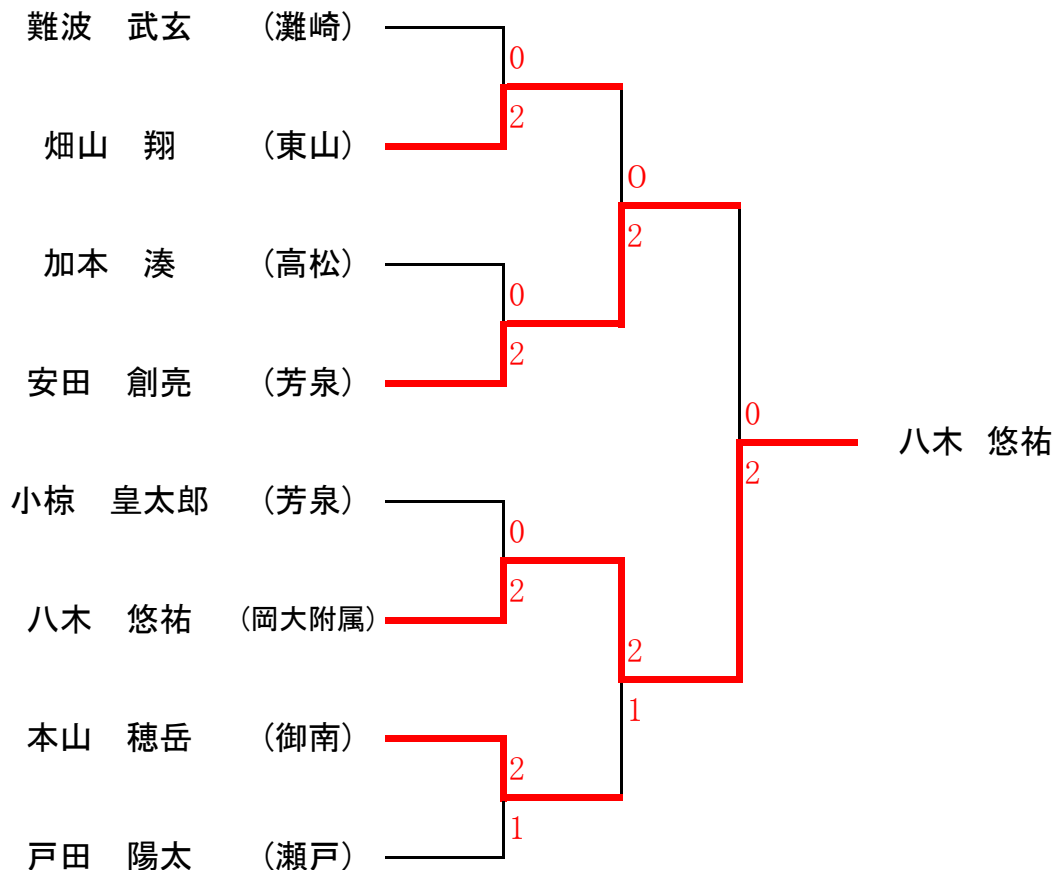 難波　武玄　（灘崎）
0
2
畑山　翔　（東山）
0
2
加本　湊　（高松）
0
2
安田　創亮　（芳泉）
0
2
八木　悠祐
小椋　皇太郎　（芳泉）
0
2
八木　悠祐　（岡大附属）
2
1
本山　穂岳　（御南）
2
1
戸田　陽太　（瀬戸）